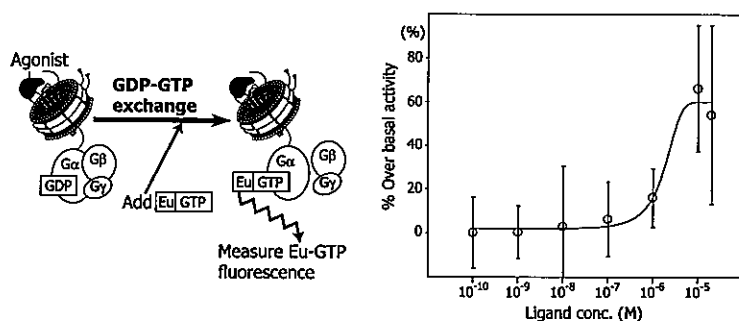 Agonist
GDP-GTP
exchange
Gα
Gβ
GDP
Gγ
Add Eu GTP
Gα
Gβ
Eu GTP
Gγ
Measure Eu-GTP
fluorescence
(%)
% Over basal activity
80
60
40
20
0
10-10 10-9 10-8 10-7 10-6 10-5
Ligand conc. (M)